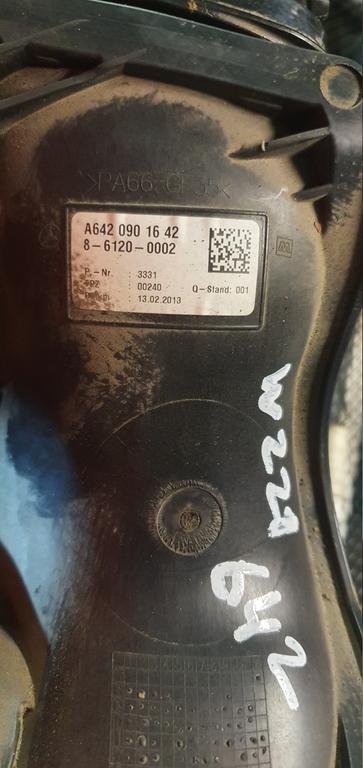 >PA66-GF35<
A642 090 16 42
8-6120-0002
P.-Nr. 3331
00240 Q-Stand: 001
13.02.2013
W221
642